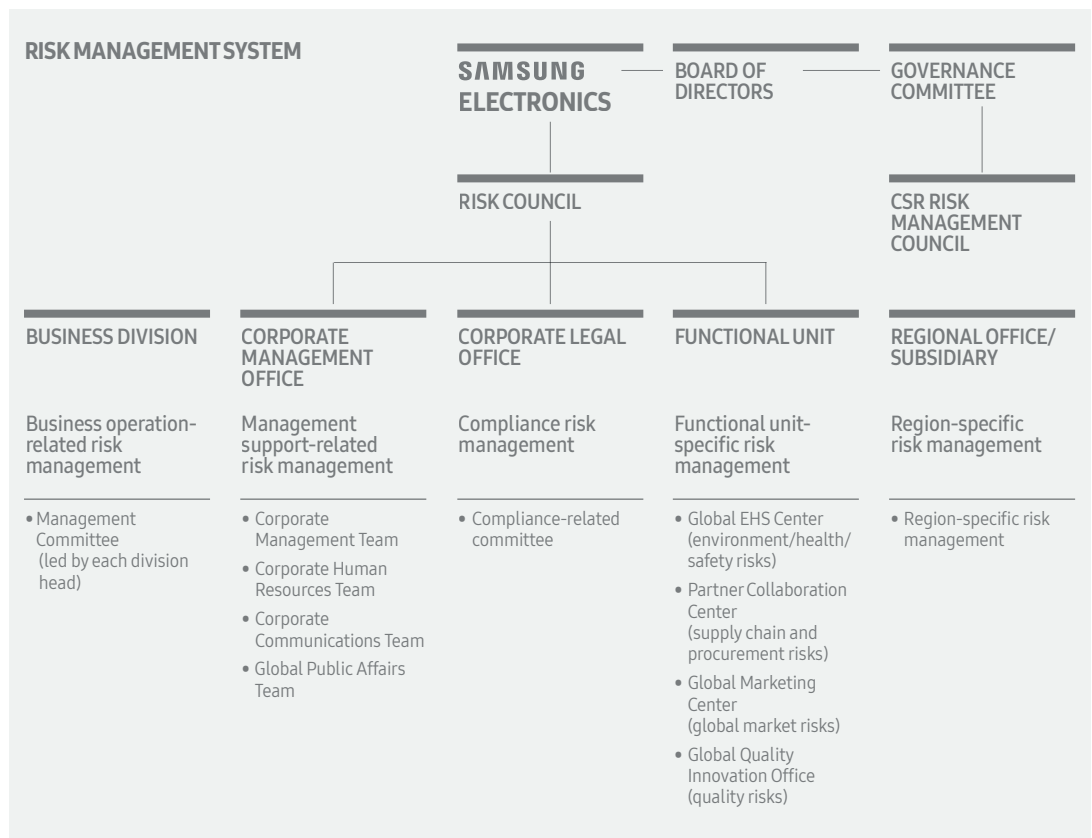 RISK MANAGEMENT SYSTEM
SAMSUNG
ELECTRONICS
BOARD OF
DIRECTORS
GOVERNANCE
COMMITTEE
RISK COUNCIL
CSR RISK
MANAGEMENT
COUNCIL
BUSINESS DIVISION
Business operation-
related risk
management
• Management
Committee
(led by each division
head)
CORPORATE
MANAGEMENT
OFFICE
Management
support-related
risk management
• Corporate
Management Team
• Corporate Human
Resources Team
• Corporate
Communications Team
• Global Public Affairs
Team
CORPORATE LEGAL
OFFICE
Compliance risk
management
• Compliance-related
committee
FUNCTIONAL UNIT
Functional unit-
specific risk
management
• Global EHS Center
(environment/health/
safety risks)
• Partner Collaboration
Center
(supply chain and
procurement risks)
• Global Marketing
Center
(global market risks)
• Global Quality
Innovation Office
(quality risks)
REGIONAL OFFICE/
SUBSIDIARY
Region-specific
risk management
• Region-specific risk
management